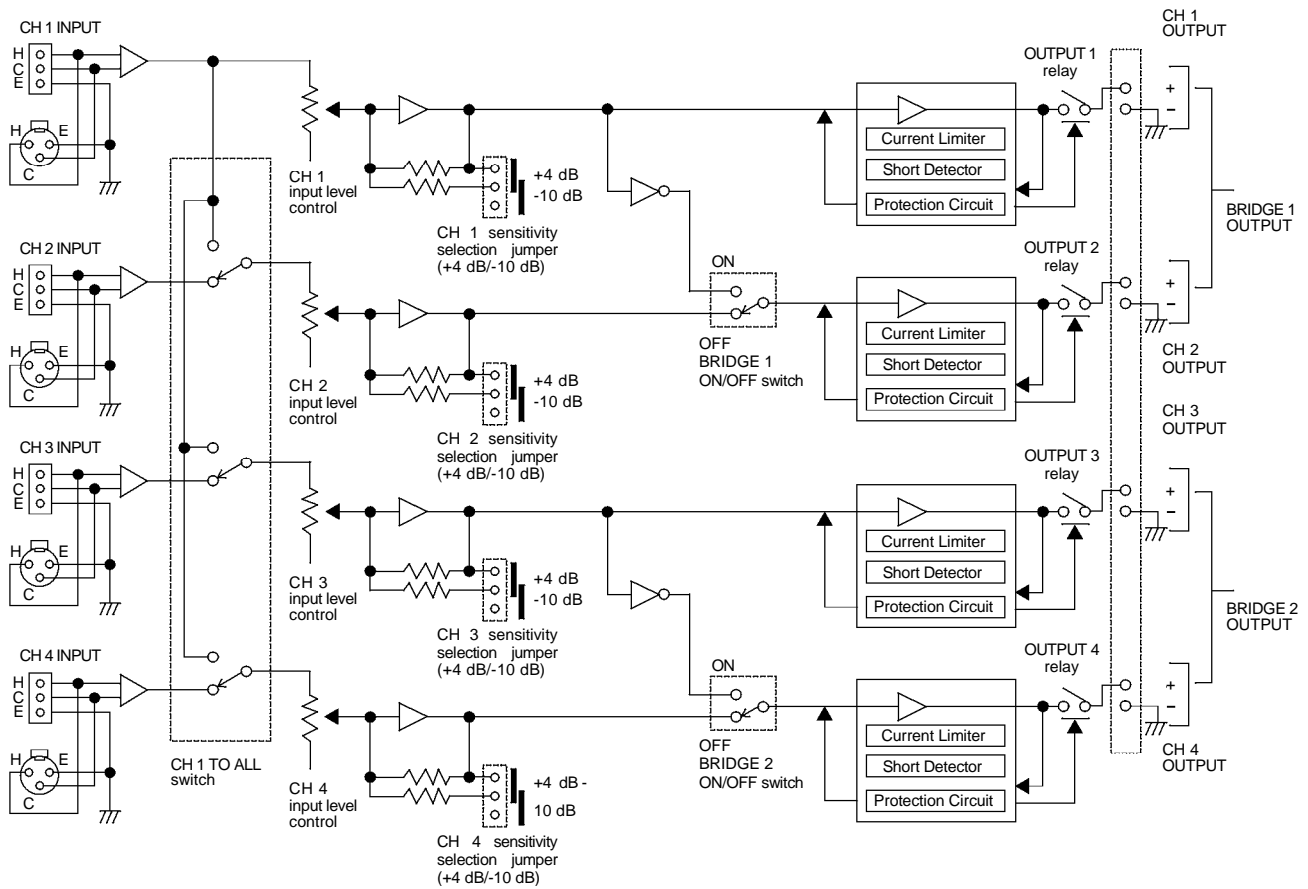 CH 1 INPUT
H
C
E
H E
C
CH 1
input level
control
+4 dB
-10 dB
CH 1 sensitivity
selection jumper
(+4 dB/-10 dB)
Current Limiter
Short Detector
Protection Circuit
OUTPUT 1
relay
CH 1
OUTPUT
+
-
BRIDGE 1
OUTPUT
CH 2 INPUT
H
C
E
H E
C
CH 2
input level
control
+4 dB
-10 dB
CH 2 sensitivity
selection jumper
(+4 dB/-10 dB)
ON
OFF
BRIDGE 1
ON/OFF switch
Current Limiter
Short Detector
Protection Circuit
OUTPUT 2
relay
+
-
CH 2
OUTPUT
CH 3 INPUT
H
C
E
H E
C
CH 3
input level
control
+4 dB
-10 dB
CH 3 sensitivity
selection jumper
(+4 dB/-10 dB)
Current Limiter
Short Detector
Protection Circuit
OUTPUT 3
relay
CH 3
OUTPUT
+
-
BRIDGE 2
OUTPUT
CH 4 INPUT
H
C
E
H E
C
CH 1 TO ALL
switch
CH 4
input level
control
+4 dB -
10 dB
CH 4 sensitivity
selection jumper
(+4 dB/-10 dB)
ON
OFF
BRIDGE 2
ON/OFF switch
Current Limiter
Short Detector
Protection Circuit
OUTPUT 4
relay
+
-
CH 4
OUTPUT